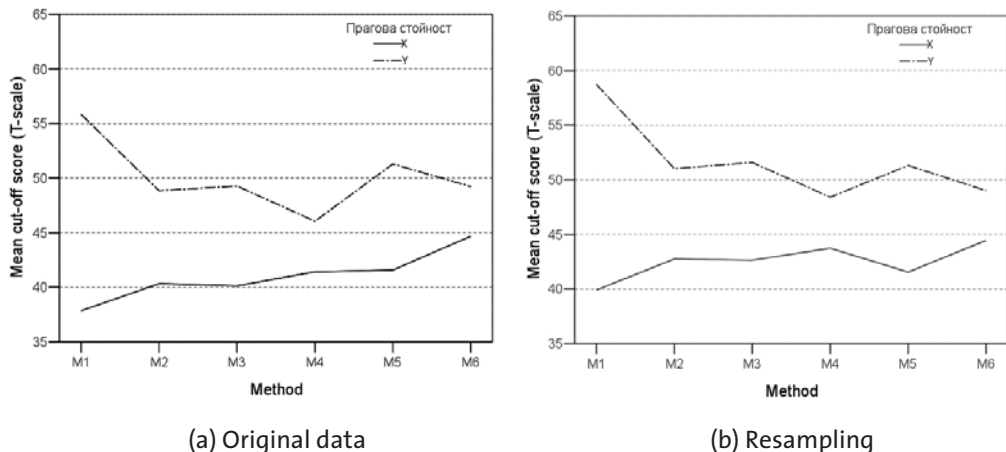 65
60
55
50
45
40
35
Mean cut-off score (T-scale)
Прагова стойност
X
Y
M1 M2 M3 M4 M5 M6
Method
(a) Original data
65
60
55
50
45
40
35
Mean cut-off score (T-scale)
Прагова стойност
X
Y
M1 M2 M3 M4 M5 M6
Method
(b) Resampling